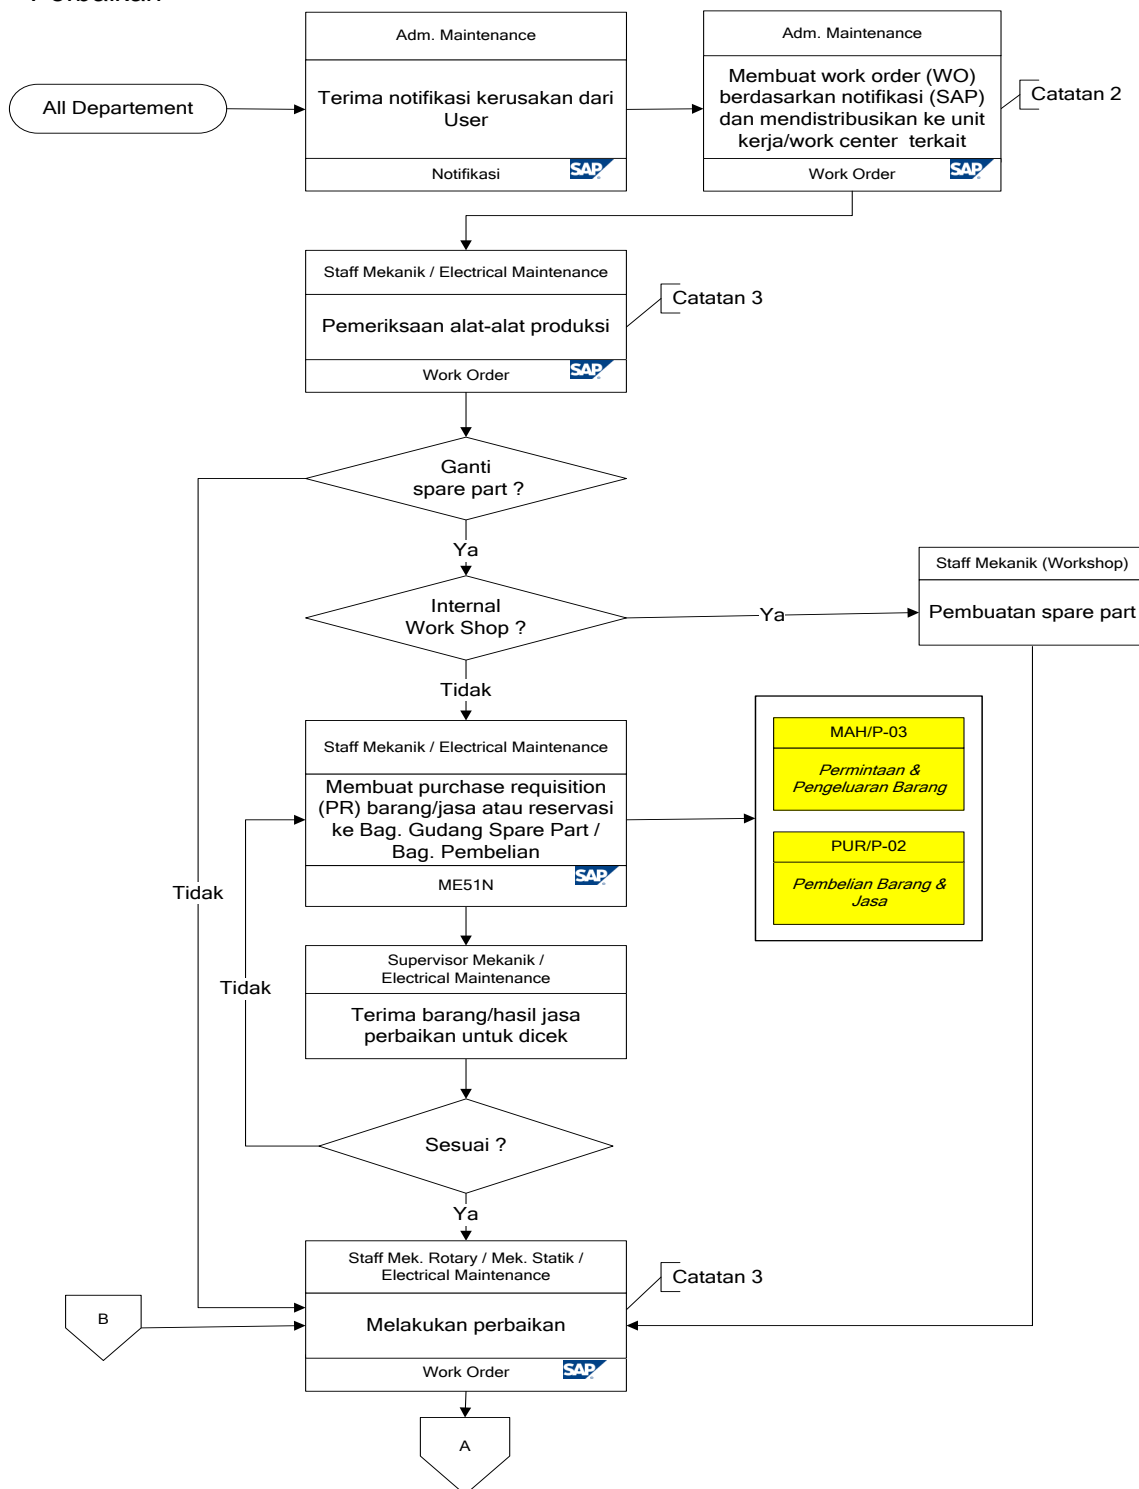 Perbaikan
Adm. Maintenance
Terima notifikasi kerusakan dari
User
Notifikasi
SAP
Adm. Maintenance
Membuat work order (WO)
berdasarkan notifikasi (SAP)
dan mendistribusikan ke unit
kerja/work center terkait
Work Order
SAP
All Departement
Catatan 2
Staff Mekanik / Electrical Maintenance
Pemeriksaan alat-alat produksi
Work Order
SAP
Catatan 3
Ganti
spare part ?
Ya
Internal
Work Shop ?
Ya
Staff Mekanik (Workshop)
Pembuatan spare part
Tidak
Staff Mekanik / Electrical Maintenance
Membuat purchase requisition
(PR) barang/jasa atau reservasi
ke Bag. Gudang Spare Part /
Bag. Pembelian
ME51N
SAP
MAH/P-03
Permintaan &
Pengeluaran Barang
PUR/P-02
Pembelian Barang &
Jasa
Tidak
Supervisor Mekanik /
Electrical Maintenance
Terima barang/hasil jasa
perbaikan untuk dicek
Tidak
Sesuai ?
Ya
Staff Mek. Rotary / Mek. Statik /
Electrical Maintenance
Melakukan perbaikan
Work Order
SAP
Catatan 3
B
A